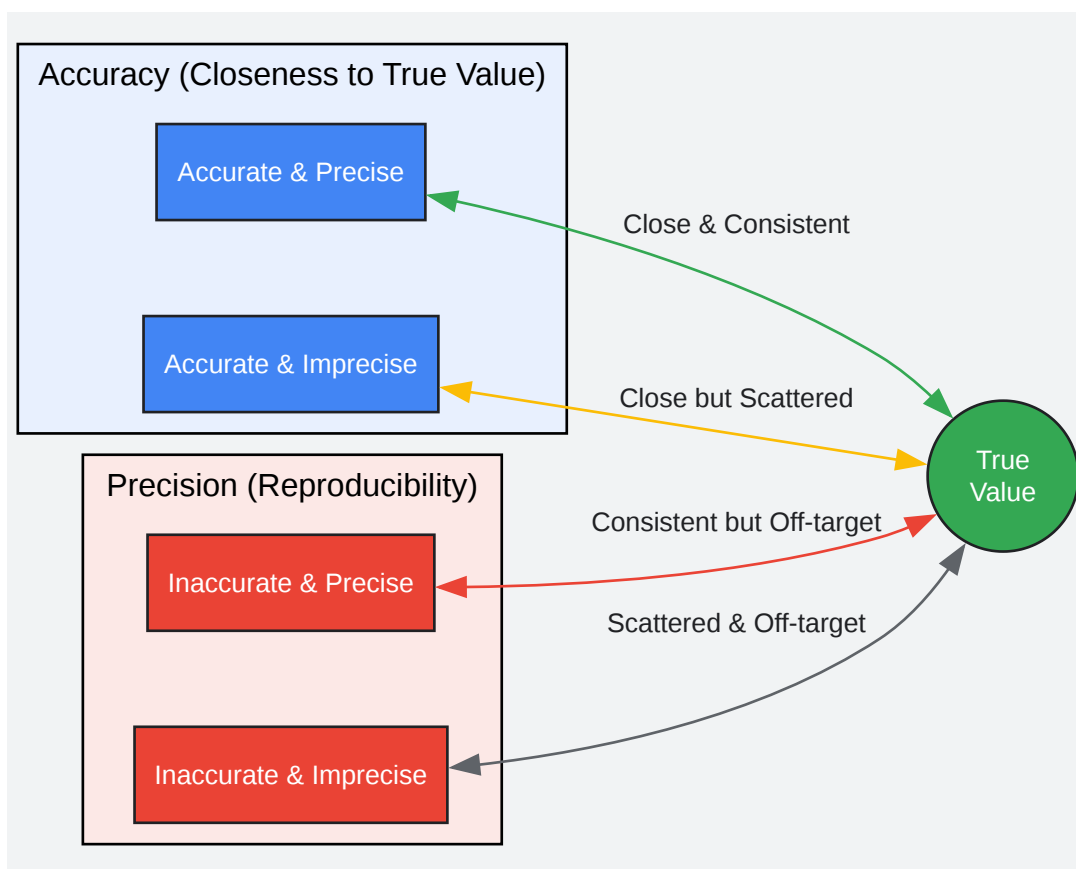 Accuracy (Closeness to True Value)
Accurate & Precise
Close & Consistent
Accurate & Imprecise
Close but Scattered
True
Value
Precision (Reproducibility)
Consistent but Off-target
Inaccurate & Precise
Scattered & Off-target
Inaccurate & Imprecise